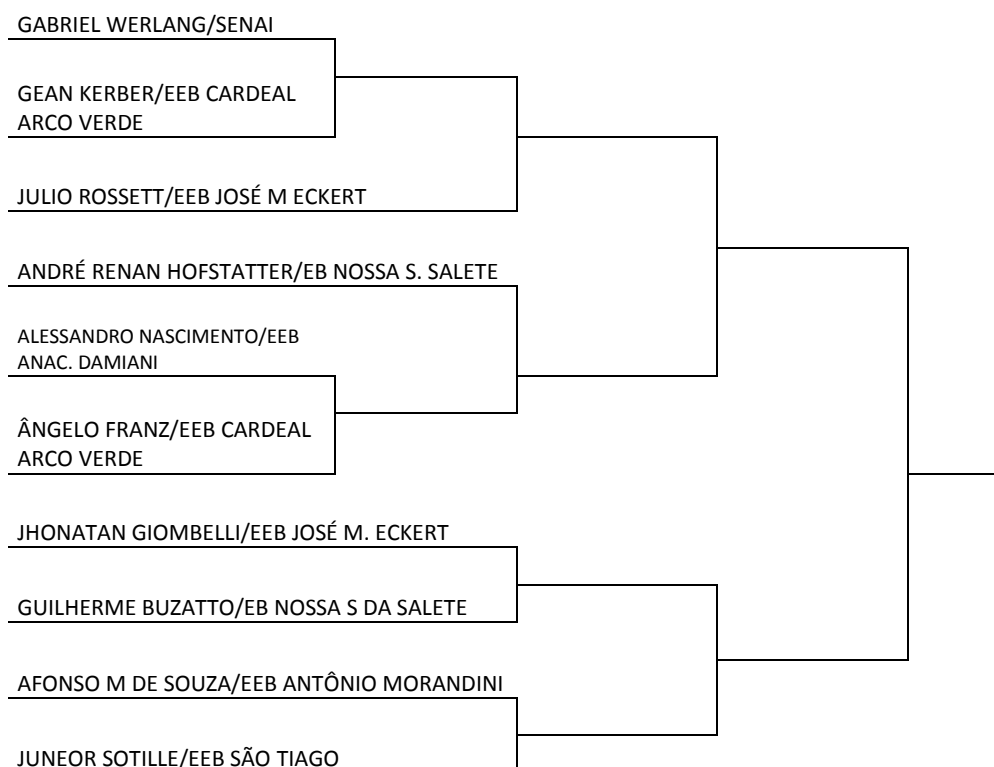 GABRIEL WERLANG/SENAI
GEAN KERBER/EEB CARDEAL
ARCO VERDE
JULIO ROSSETT/EEB JOSÉ M ECKERT
ANDRÉ RENAN HOFSTATTER/EB NOSSA S. SALETE
ALESSANDRO NASCIMENTO/EEB
ANAC. DAMIANI
ÂNGELO FRANZ/EEB CARDEAL
ARCO VERDE
JHONATAN GIOMBELLI/EEB JOSÉ M. ECKERT
GUILHERME BUZATTO/EB NOSSA S DA SALETE
AFONSO M DE SOUZA/EEB ANTÔNIO MORANDINI
JUNEOR SOTILLE/EEB SÃO TIAGO